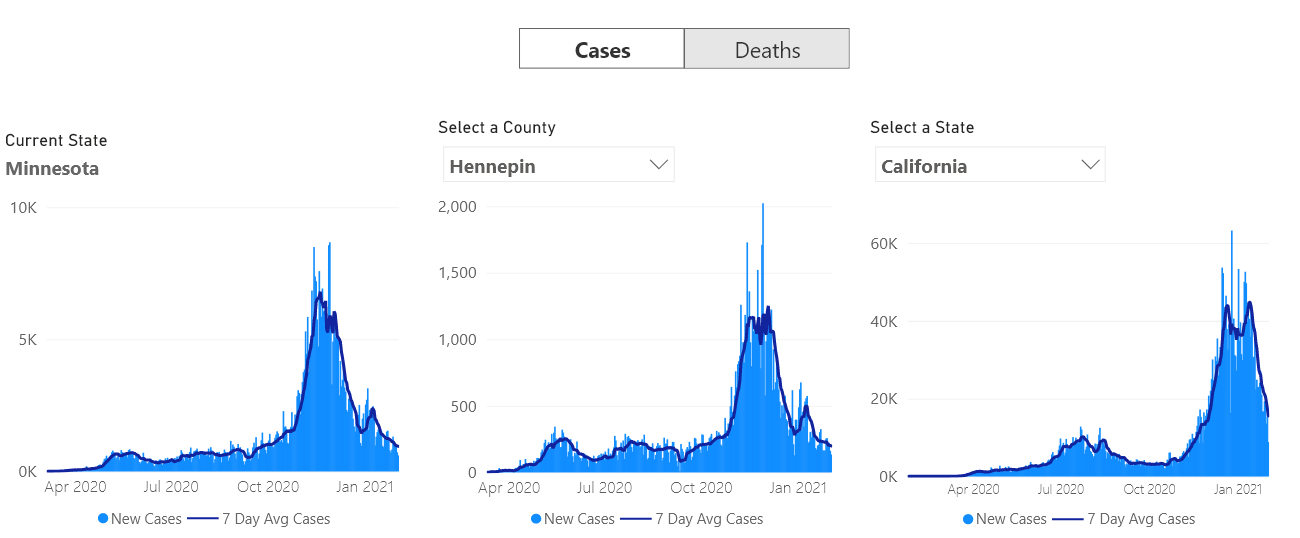 Cases Deaths
Current State
Minnesota
10K
5K
0K
Apr 2020 Jul 2020 Oct 2020 Jan 2021
New Cases 7 Day Avg Cases
Select a County
Hennepin
2,000
1,500
1,000
500
0
Apr 2020 Jul 2020 Oct 2020 Jan 2021
New Cases 7 Day Avg Cases
Select a State
California
60K
40K
20K
0K
Apr 2020 Jul 2020 Oct 2020 Jan 2021
New Cases 7 Day Avg Cases